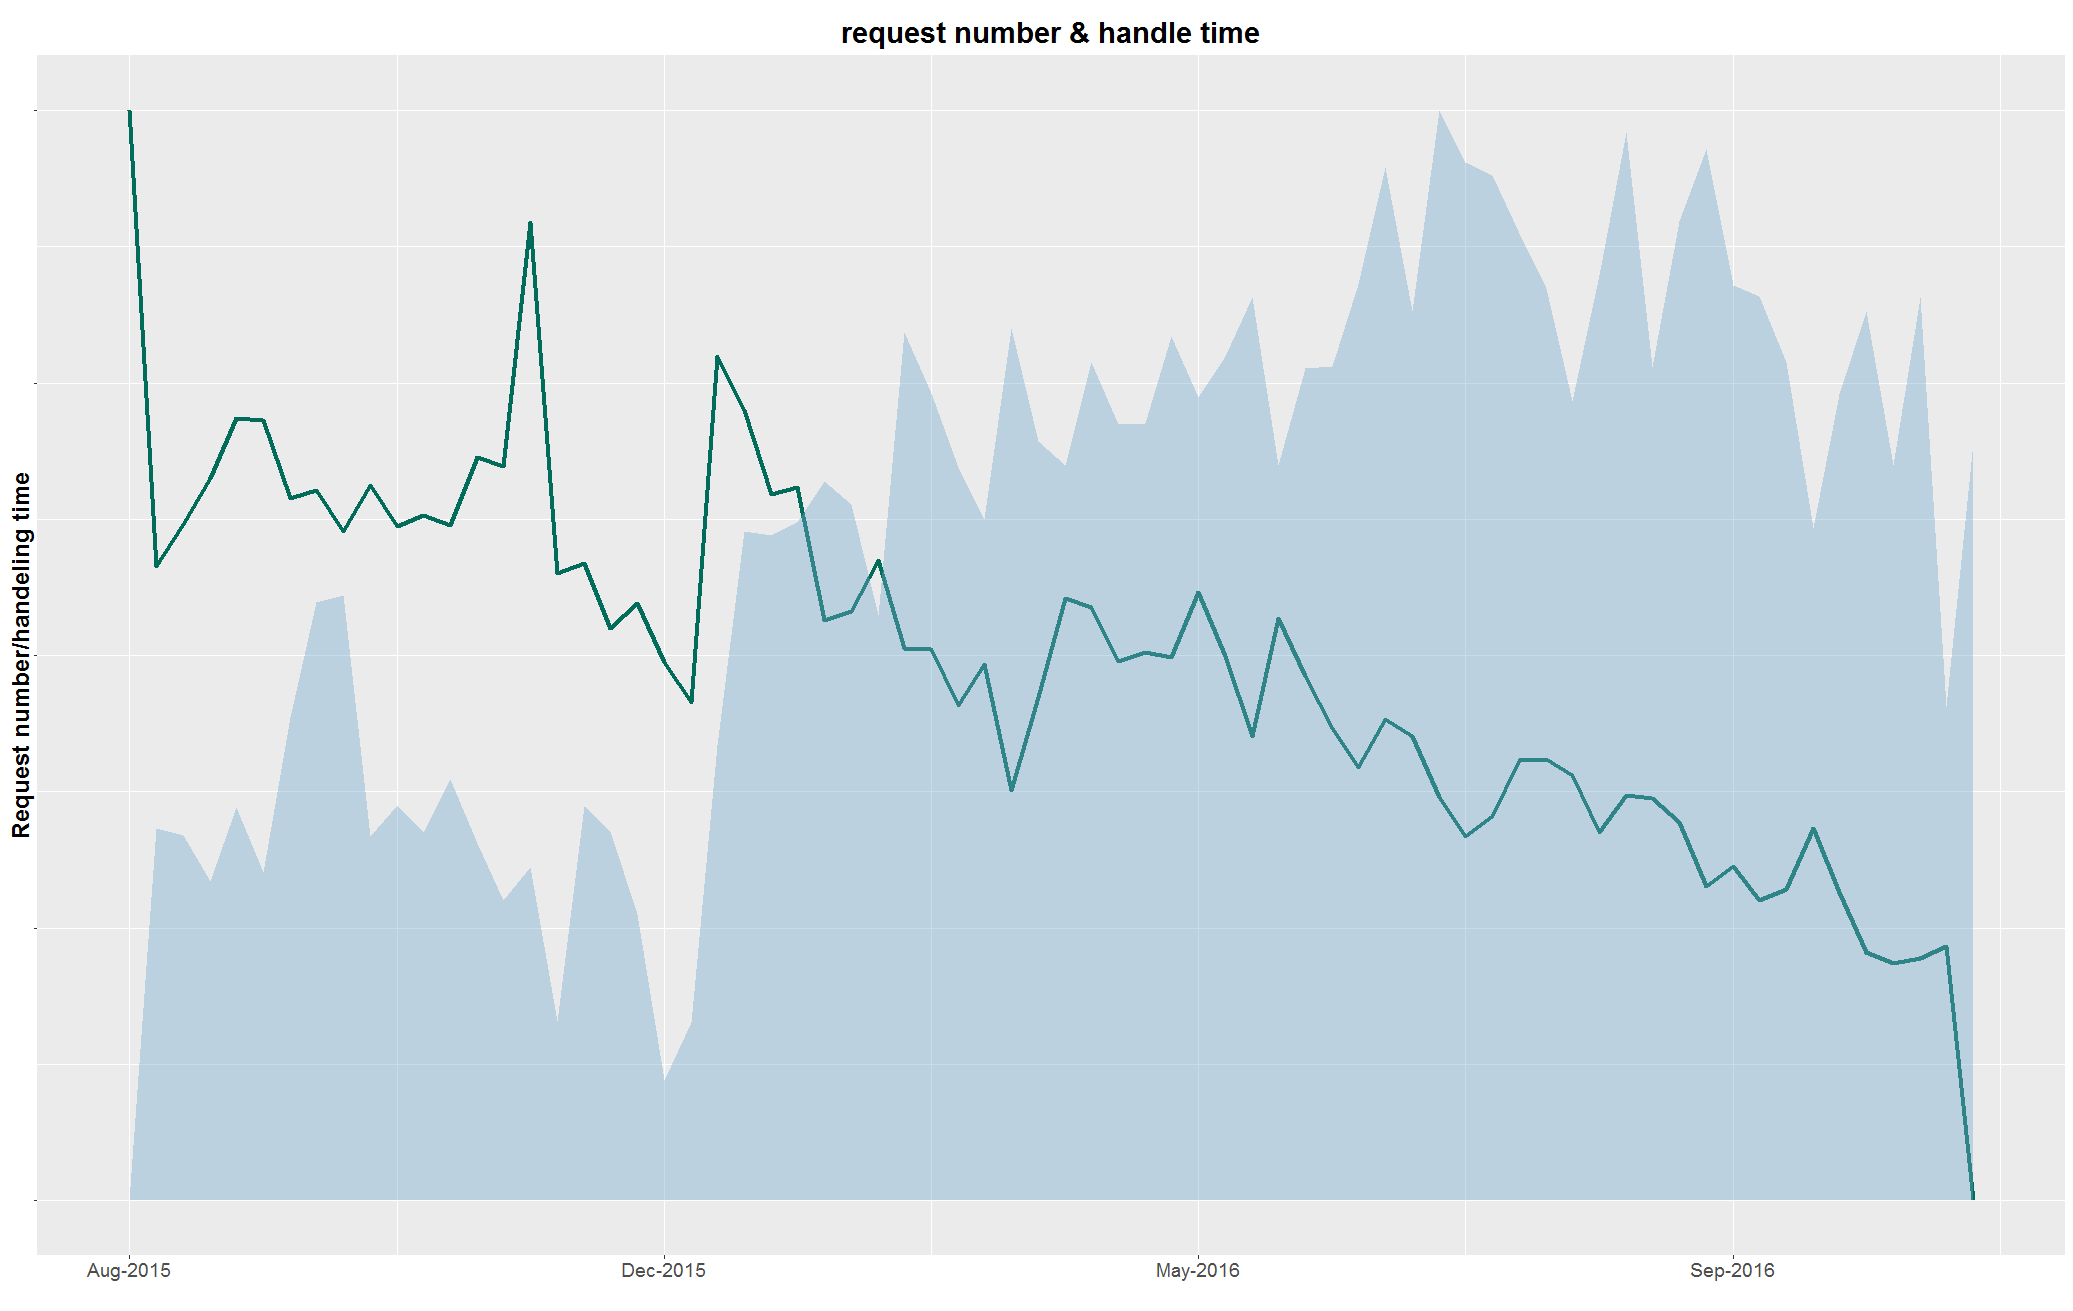 request number & handle time
Request number/handeling time
Aug-2015
Dec-2015
May-2016
Sep-2016